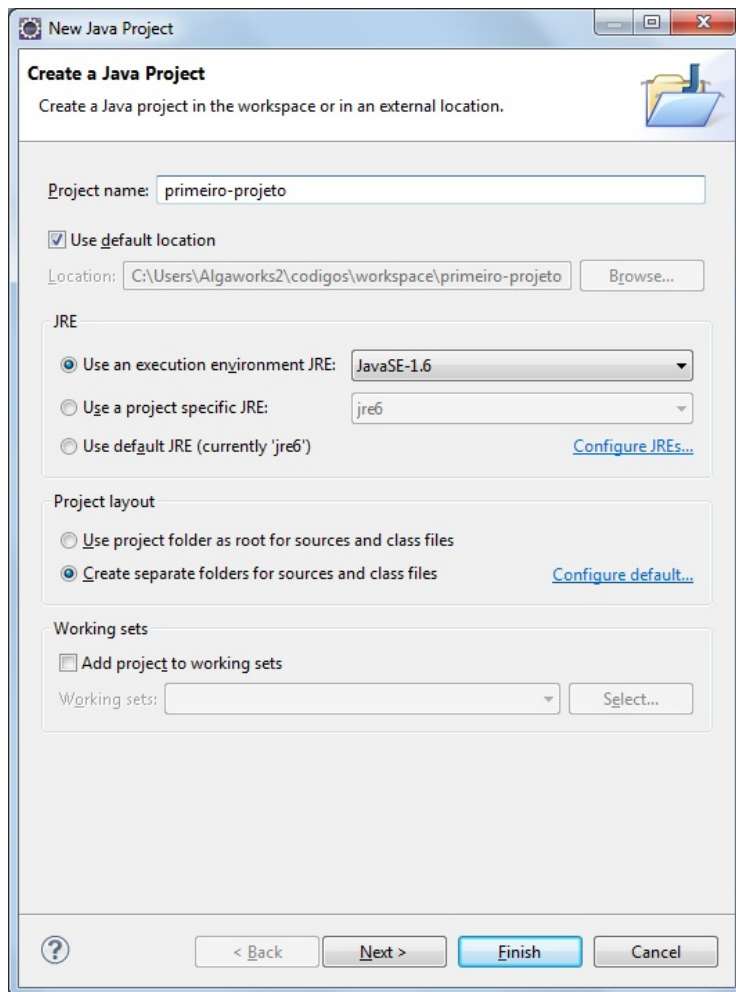 New Java Project
Create a Java Project
Create a Java project in the workspace or in an external location.
Project name: primeiro-projeto
Use default location
Location: C:\Users\Algaworks2\codigos\workspace\primeiro-projeto Browse...
JRE
Use an execution environment JRE: JavaSE-1.6
Use a project specific JRE: jre6
Use default JRE (currently 'jre6') Configure JREs...
Project layout
Use project folder as root for sources and class files
Create separate folders for sources and class files Configure default...
Working sets
Add project to working sets
Working sets: Select...
? < Back Next > Finish Cancel